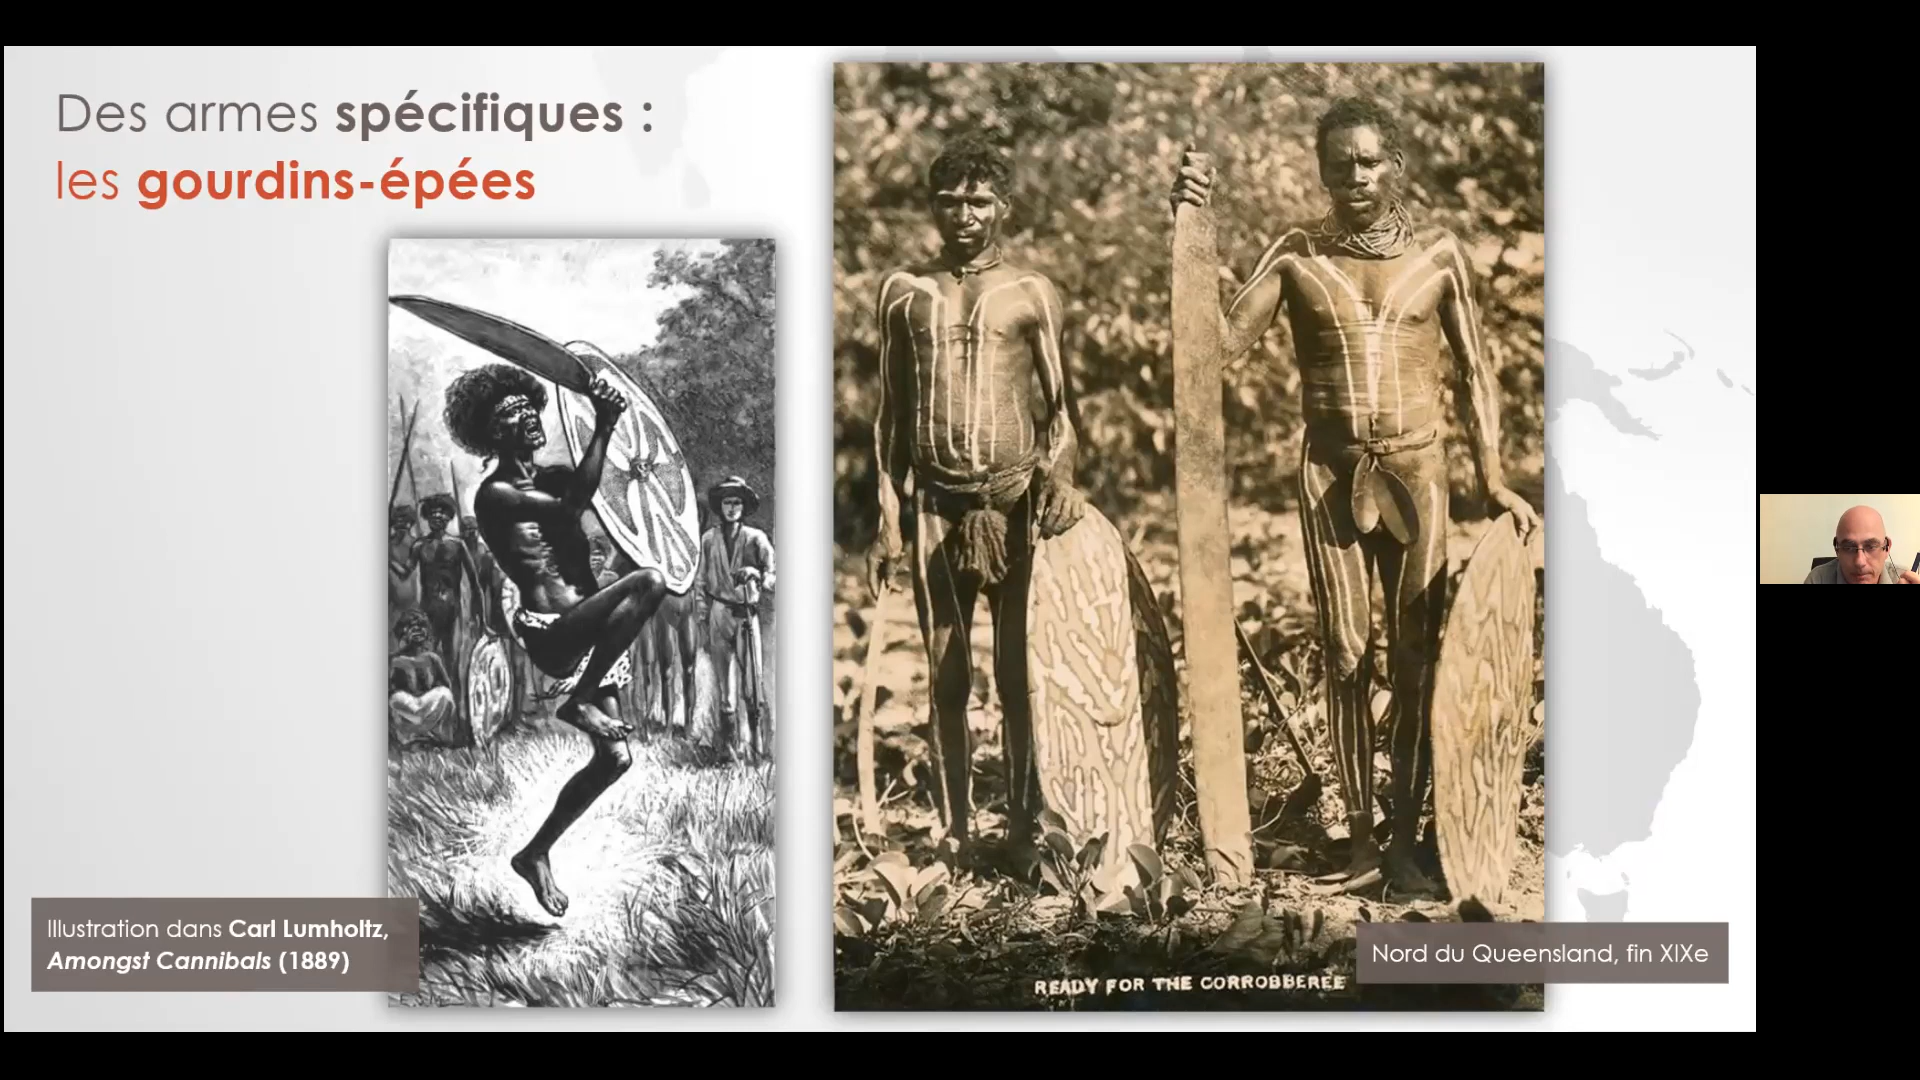 Des armes spécifiques :
les gourdins-épées
Illustration dans Carl Lumholtz,
Amongst Cannibals (1889)
READY FOR THE CORROBBEREE
Nord du Queensland, fin XIXe